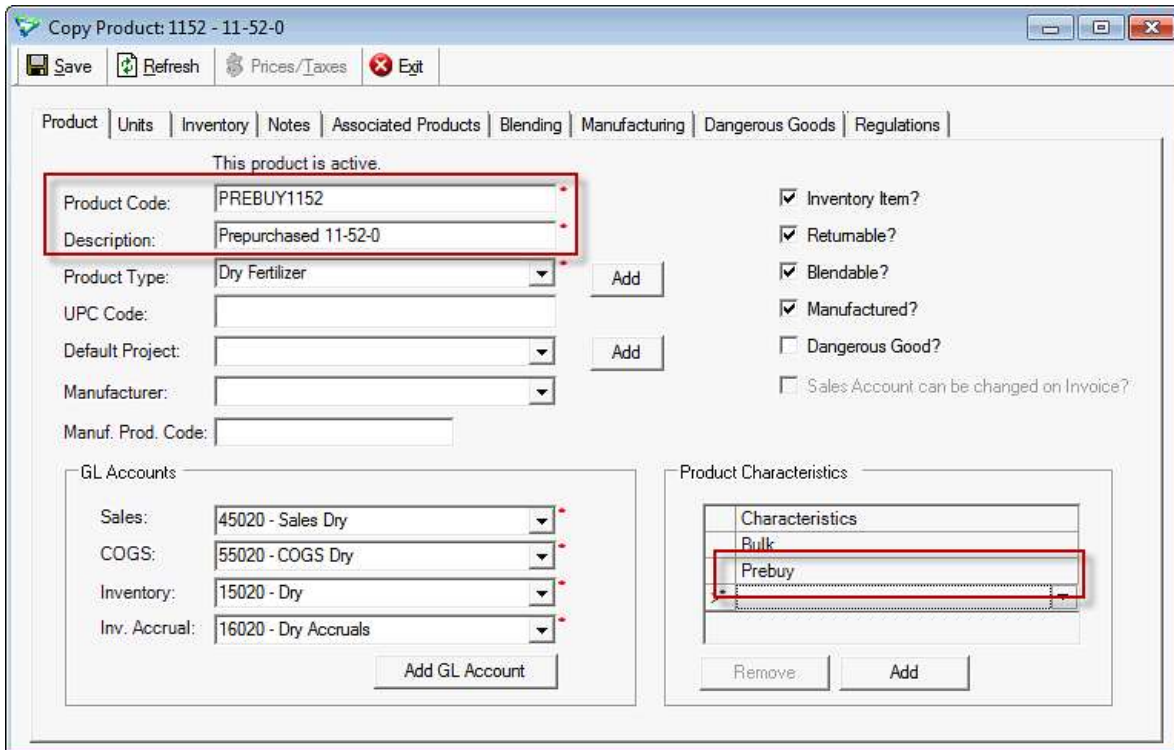 Copy Product: 1152 - 11-52-0
Save Refresh Prices/Taxes Exit
Product Units Inventory Notes Associated Products Blending Manufacturing Dangerous Goods Regulations
This product is active.
Product Code: PREBUY1152 *
Description: Prepurchased 11-52-0 *
Product Type: Dry Fertilizer * Add
UPC Code:
Default Project: Add
Manufacturer:
Manuf. Prod. Code:
Inventory Item?
Returnable?
Blendable?
Manufactured?
Dangerous Good?
Sales Account can be changed on Invoice?
GL Accounts
Sales: 45020 - Sales Dry *
COGS: 55020 - COGS Dry *
Inventory: 15020 - Dry *
Inv. Accrual: 16020 - Dry Accruals *
Add GL Account
Product Characteristics
Characteristics
Bulk
Prebuy
Remove Add